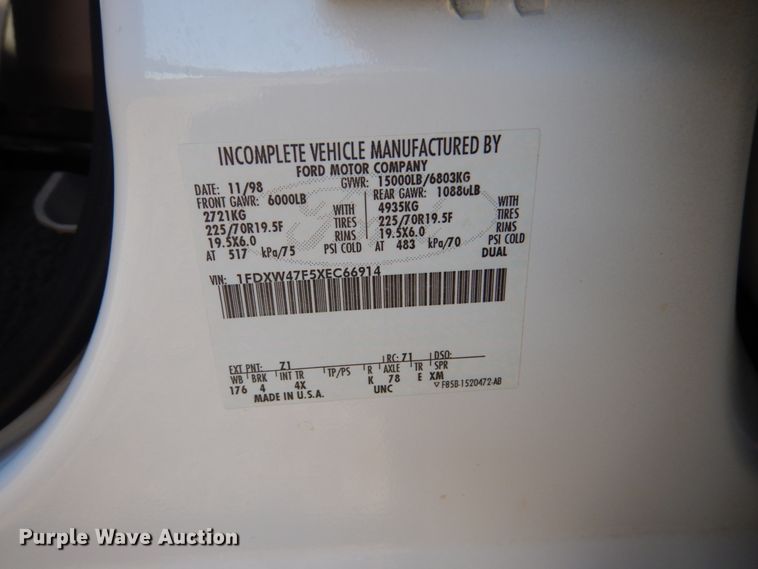 INCOMPLETE VEHICLE MANUFACTURED BY
FORD MOTOR COMPANY
DATE: 11/98 GVWR: 15000LB/6803KG
FRONT GAWR: 6000LB REAR GAWR: 10880LB
2721KG WITH 4935KG WITH
225/70R19.5F TIRES 225/70R19.5F TIRES
19.5X6.0 RIMS 19.5X6.0 RIMS
AT 517 kPa/75 PSI COLD AT 483 kPa/70 PSI COLD
DUAL
VIN: 1FDXW47F5XEC66914
EXT PNT: Z1 RC: 71 DSO:
WB BRK INT TR TP/PS R AXLE TR SPR
176 4 4X K 78 E XM
MADE IN U.S.A. UNC F85B-1520472-AB
Purple Wave Auction